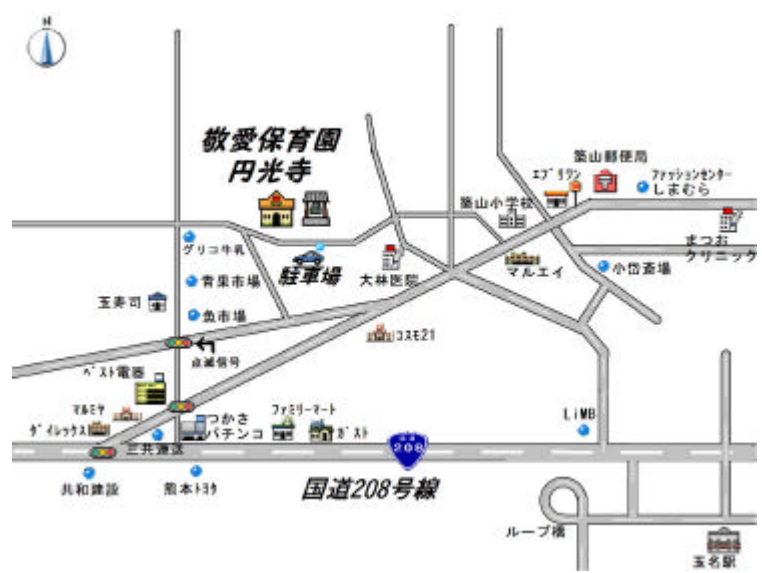 N
敬愛保育園
円光寺
築山郵便局
エブリワン
ファッションセンター
しまむら
築山小学校
グリコ牛乳
駐車場
大林医院
マルエイ
まつお
クリニック
小岱斎場
青果市場
玉寿司
魚市場
コスモ21
点滅信号
ベスト電器
マルミヤ
つかさ
パチンコ
ファミリーマート
ガスト
LiMB
ダイレックス
三共運送
国道
208
共和建設
熊本トヨタ
国道208号線
ループ橋
玉名駅